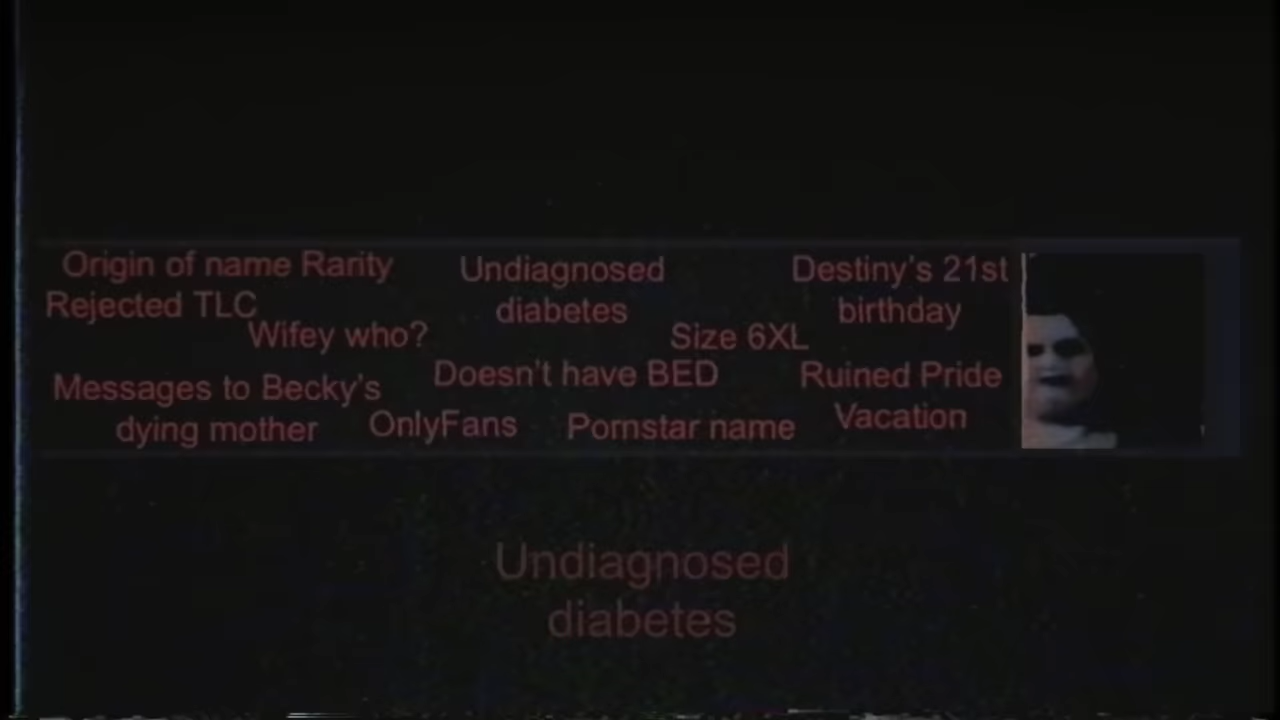 Origin of name Rarity
Rejected TLC
Wifey who?
Undiagnosed
diabetes
Size 6XL
Destiny's 21st
birthday
Messages to Becky's
dying mother
Doesn't have BED
OnlyFans
Pornstar name
Ruined Pride
Vacation
Undiagnosed
diabetes